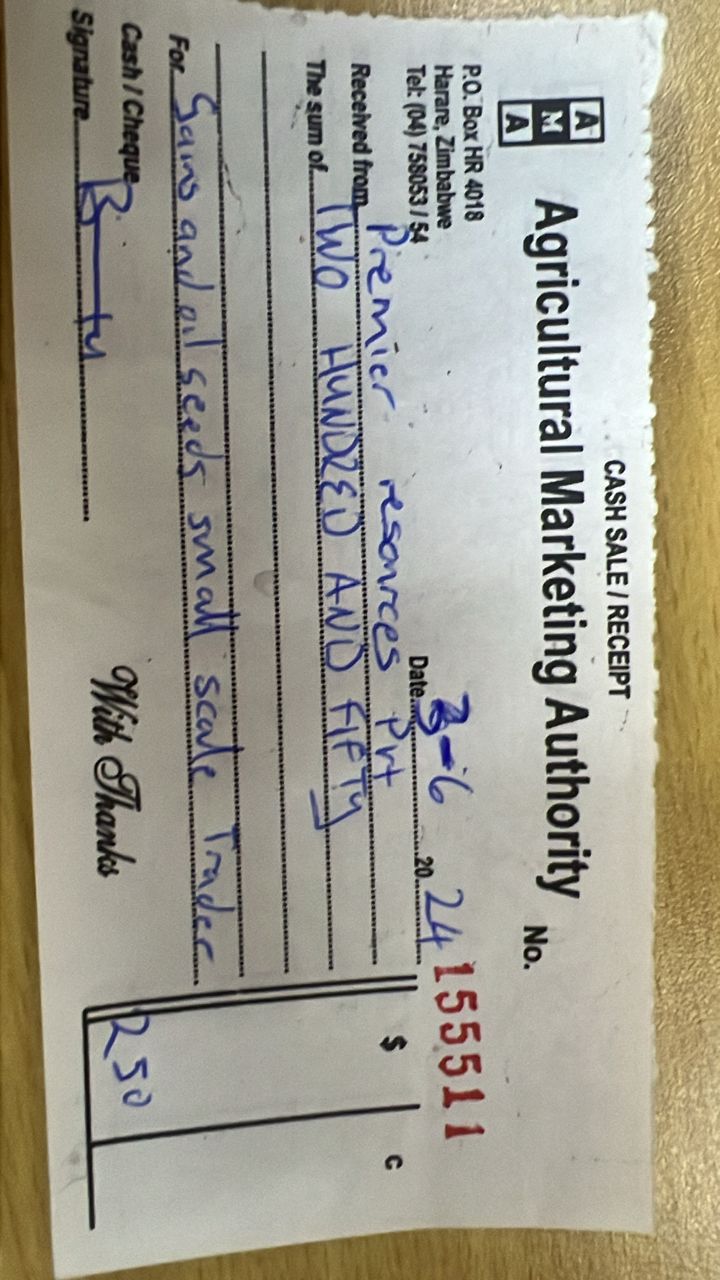 CASH SALE / RECEIPT
A M A
Agricultural Marketing Authority No.
155511
P.O. Box HR 4018
Harare, Zimbabwe
Tel: (04) 758053 / 54
Date 3-6 20 24
Received from Premier resources Pvt
The sum of TWO HUNDRED AND FIFTY
$ C
For Gains and oil seeds small scale Trader
Cash / Cheque
With Thanks
250
Signature